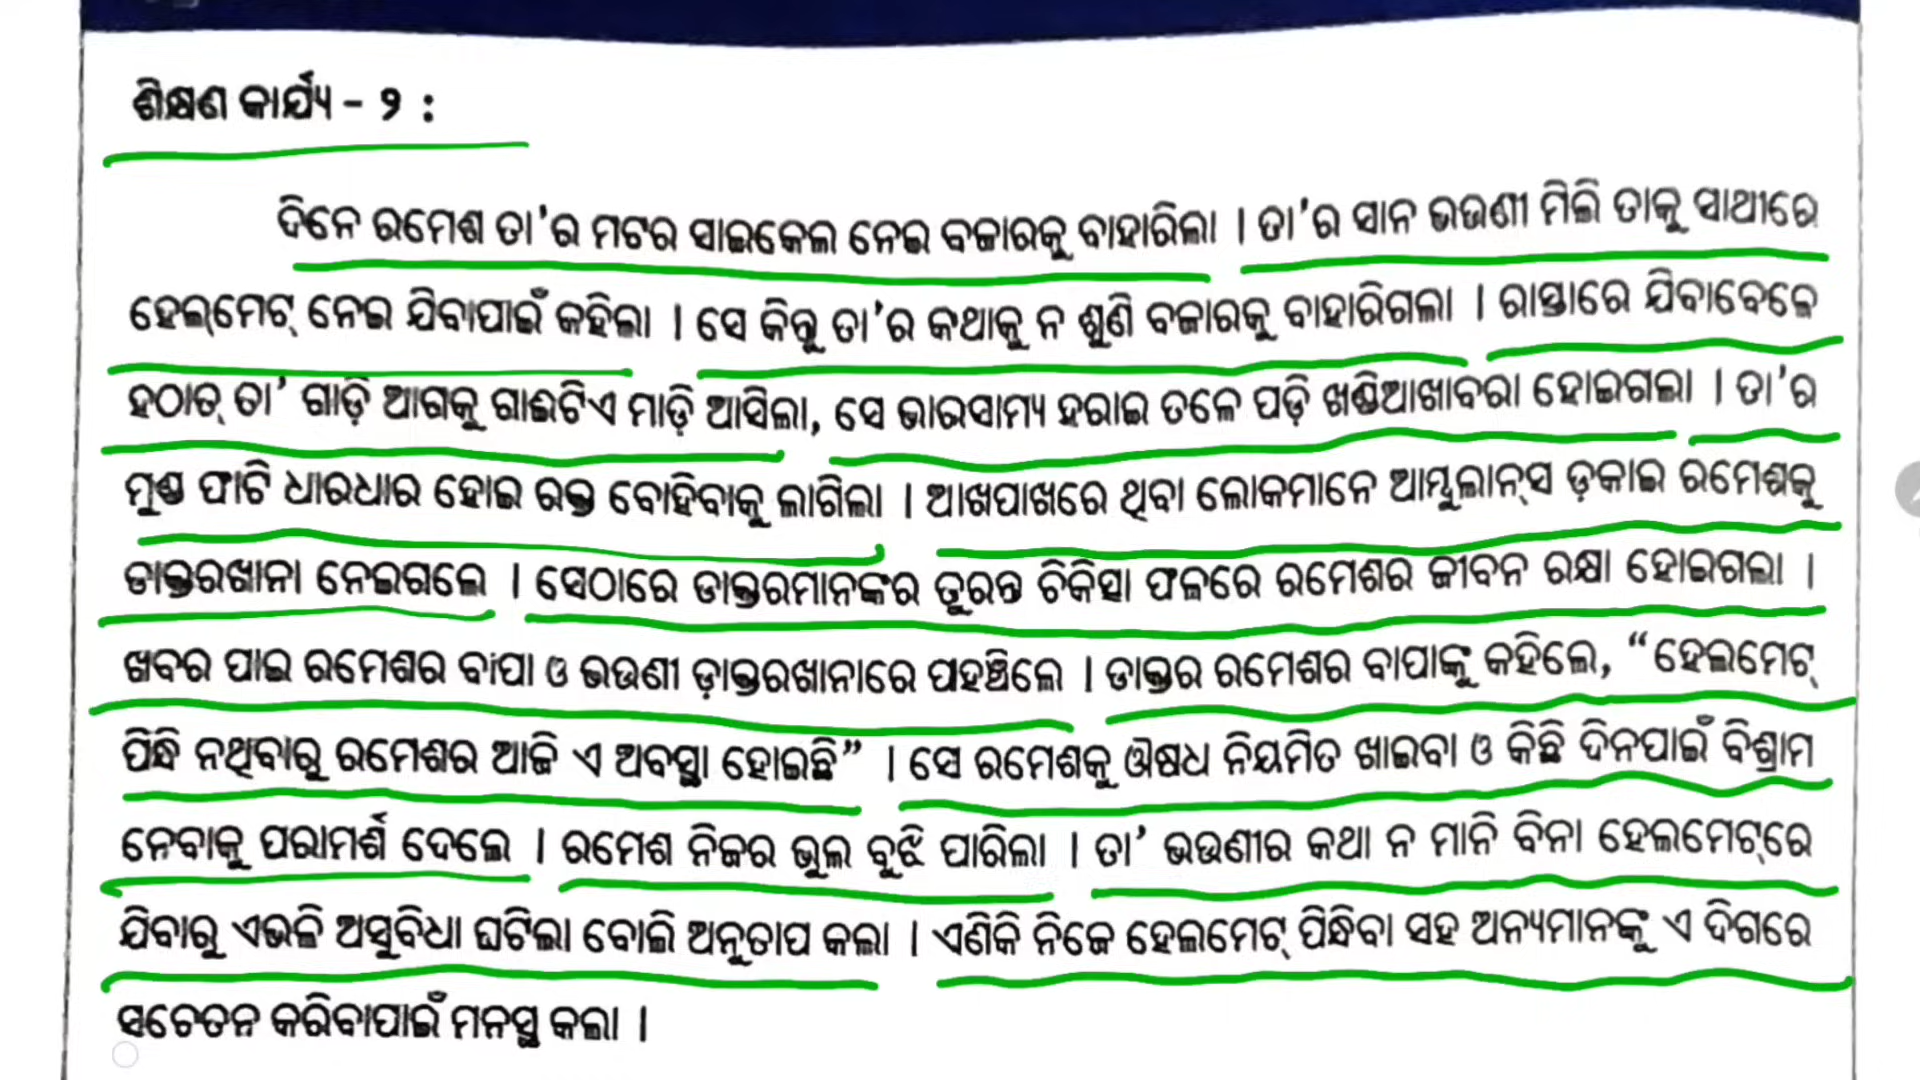 ଶିକ୍ଷଣ କାର୍ଯ୍ୟ - ୨ :
ଦିନେ ରମେଶ ତା'ର ମଟର ସାଇକେଲ ନେଇ ବଜାରକୁ ବାହାରିଲା । ତା'ର ସାନ ଭଉଣୀ ମିଲି ତାକୁ ସାଥୀରେ
ହେଲ୍‌ମେଟ୍ ନେଇ ଯିବାପାଇଁ କହିଲା । ସେ କିନ୍ତୁ ତା'ର କଥାକୁ ନ ଶୁଣି ବଜାରକୁ ବାହାରିଗଲା । ରାସ୍ତାରେ ଯିବାବେଳେ
ହଠାତ୍ ତା' ଗାଡ଼ି ଆଗକୁ ଗାଈଟିଏ ମାଡ଼ି ଆସିଲା, ସେ ଭାରସାମ୍ୟ ହରାଇ ତଳେ ପଡ଼ି ଖଣ୍ଡିଆଖାବରା ହୋଇଗଲା । ତା'ର
ମୁଣ୍ଡ ଫାଟି ଧାରଧାର ହୋଇ ରକ୍ତ ବୋହିବାକୁ ଲାଗିଲା । ଆଖପାଖରେ ଥିବା ଲୋକମାନେ ଆମ୍ବୁଲାନ୍‌ସ ଡ଼କାଇ ରମେଶକୁ
ଡାକ୍ତରଖାନା ନେଇଗଲେ । ସେଠାରେ ଡାକ୍ତରମାନଙ୍କର ତୁରନ୍ତ ଚିକିତ୍ସା ଫଳରେ ରମେଶର ଜୀବନ ରକ୍ଷା ହୋଇଗଲା ।
ଖବର ପାଇ ରମେଶର ବାପା ଓ ଭଉଣୀ ଡ଼ାକ୍ତରଖାନାରେ ପହଞ୍ଚିଲେ । ଡାକ୍ତର ରମେଶର ବାପାଙ୍କୁ କହିଲେ, “ହେଲମେଟ୍
ପିନ୍ଧି ନଥିବାରୁ ରମେଶର ଆଜି ଏ ଅବସ୍ଥା ହୋଇଛି” । ସେ ରମେଶକୁ ଔଷଧ ନିୟମିତ ଖାଇବା ଓ କିଛି ଦିନପାଇଁ ବିଶ୍ରାମ
ନେବାକୁ ପରାମର୍ଶ ଦେଲେ । ରମେଶ ନିଜର ଭୁଲ ବୁଝି ପାରିଲା । ତା' ଭଉଣୀର କଥା ନ ମାନି ବିନା ହେଲମେଟ୍‌ରେ
ଯିବାରୁ ଏଭଳି ଅସୁବିଧା ଘଟିଲା ବୋଲି ଅନୁତାପ କଲା । ଏଣିକି ନିଜେ ହେଲମେଟ୍ ପିନ୍ଧିବା ସହ ଅନ୍ୟମାନଙ୍କୁ ଏ ଦିଗରେ
ସଚେତନ କରିବାପାଇଁ ମନସ୍ଥ କଲା ।